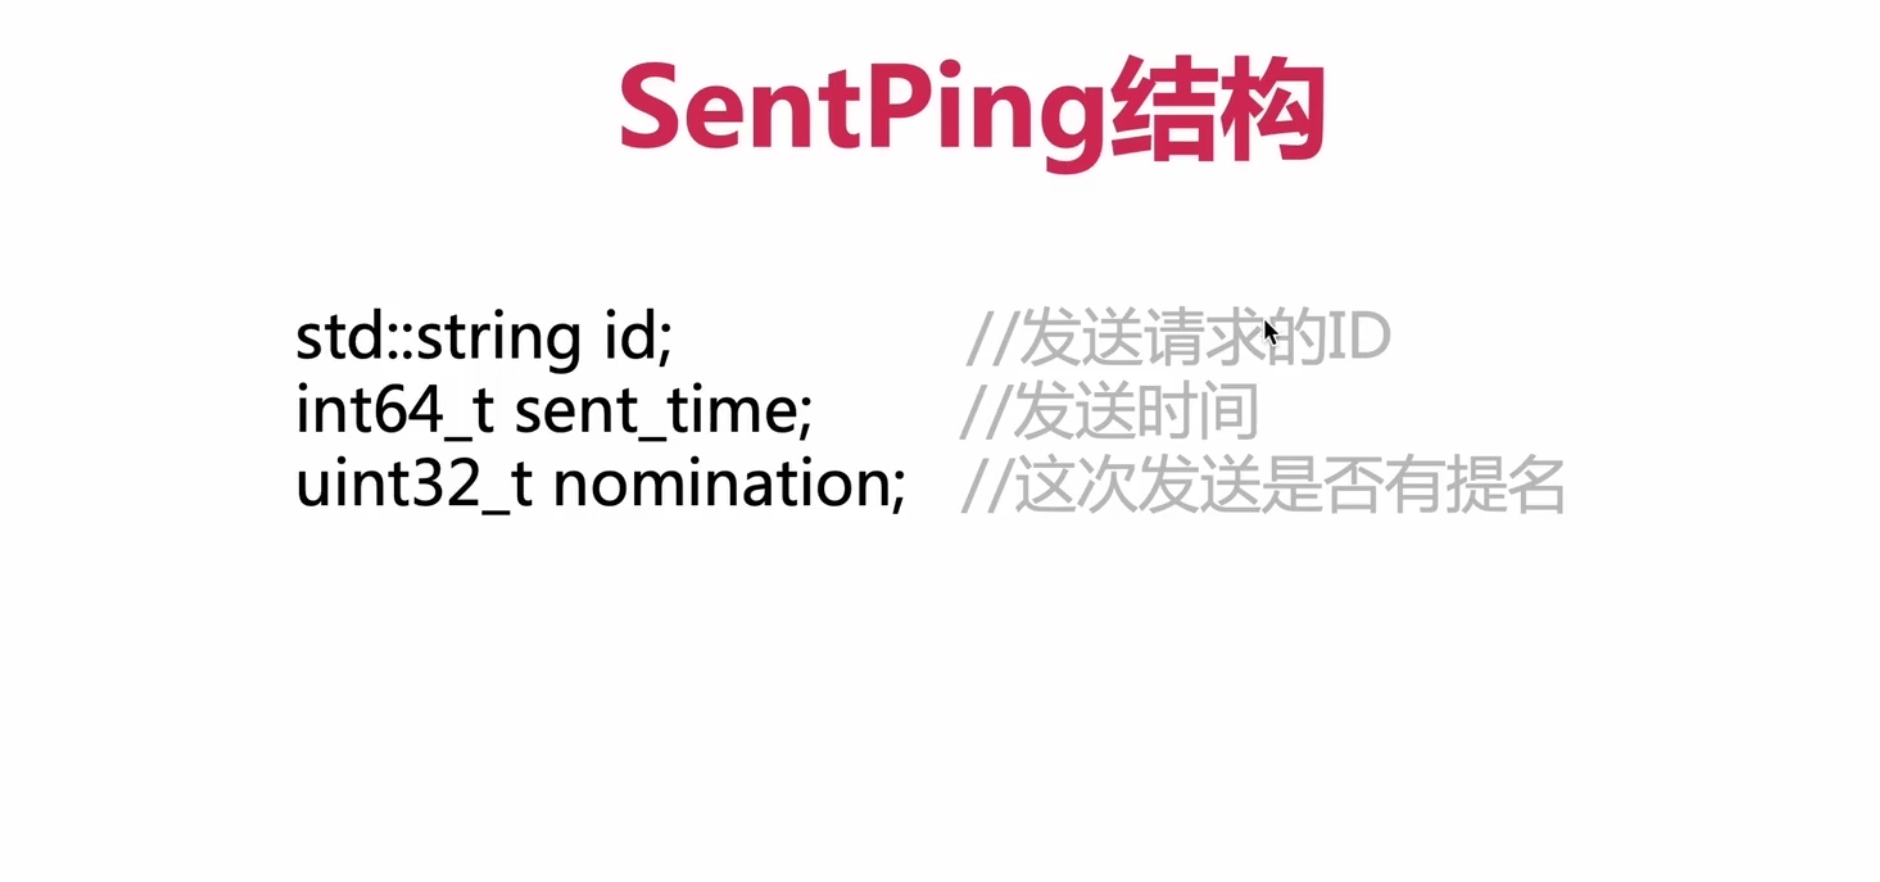 SentPing结构
std::string id; //发送请求的ID
int64_t sent_time; //发送时间
uint32_t nomination; //这次发送是否有提名